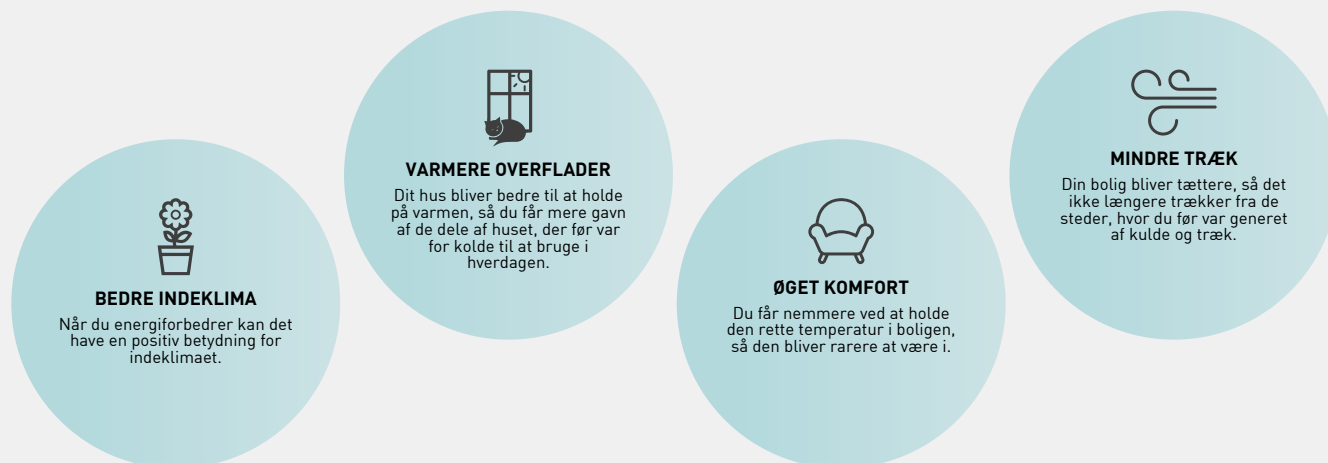 BEDRE INDEKLIMA
Når du energiforbedrer kan det
have en positiv betydning for
indeklimaet.
VARMERE OVERFLADER
Dit hus bliver bedre til at holde
på varmen, så du får mere gavn
af de dele af huset, der før var
for kolde til at bruge i
hverdagen.
ØGET KOMFORT
Du får nemmere ved at holde
den rette temperatur i boligen,
så den bliver rarere at være i.
MINDRE TRÆK
Din bolig bliver tættere, så det
ikke længere trækker fra de
steder, hvor du før var generet
af kulde og træk.